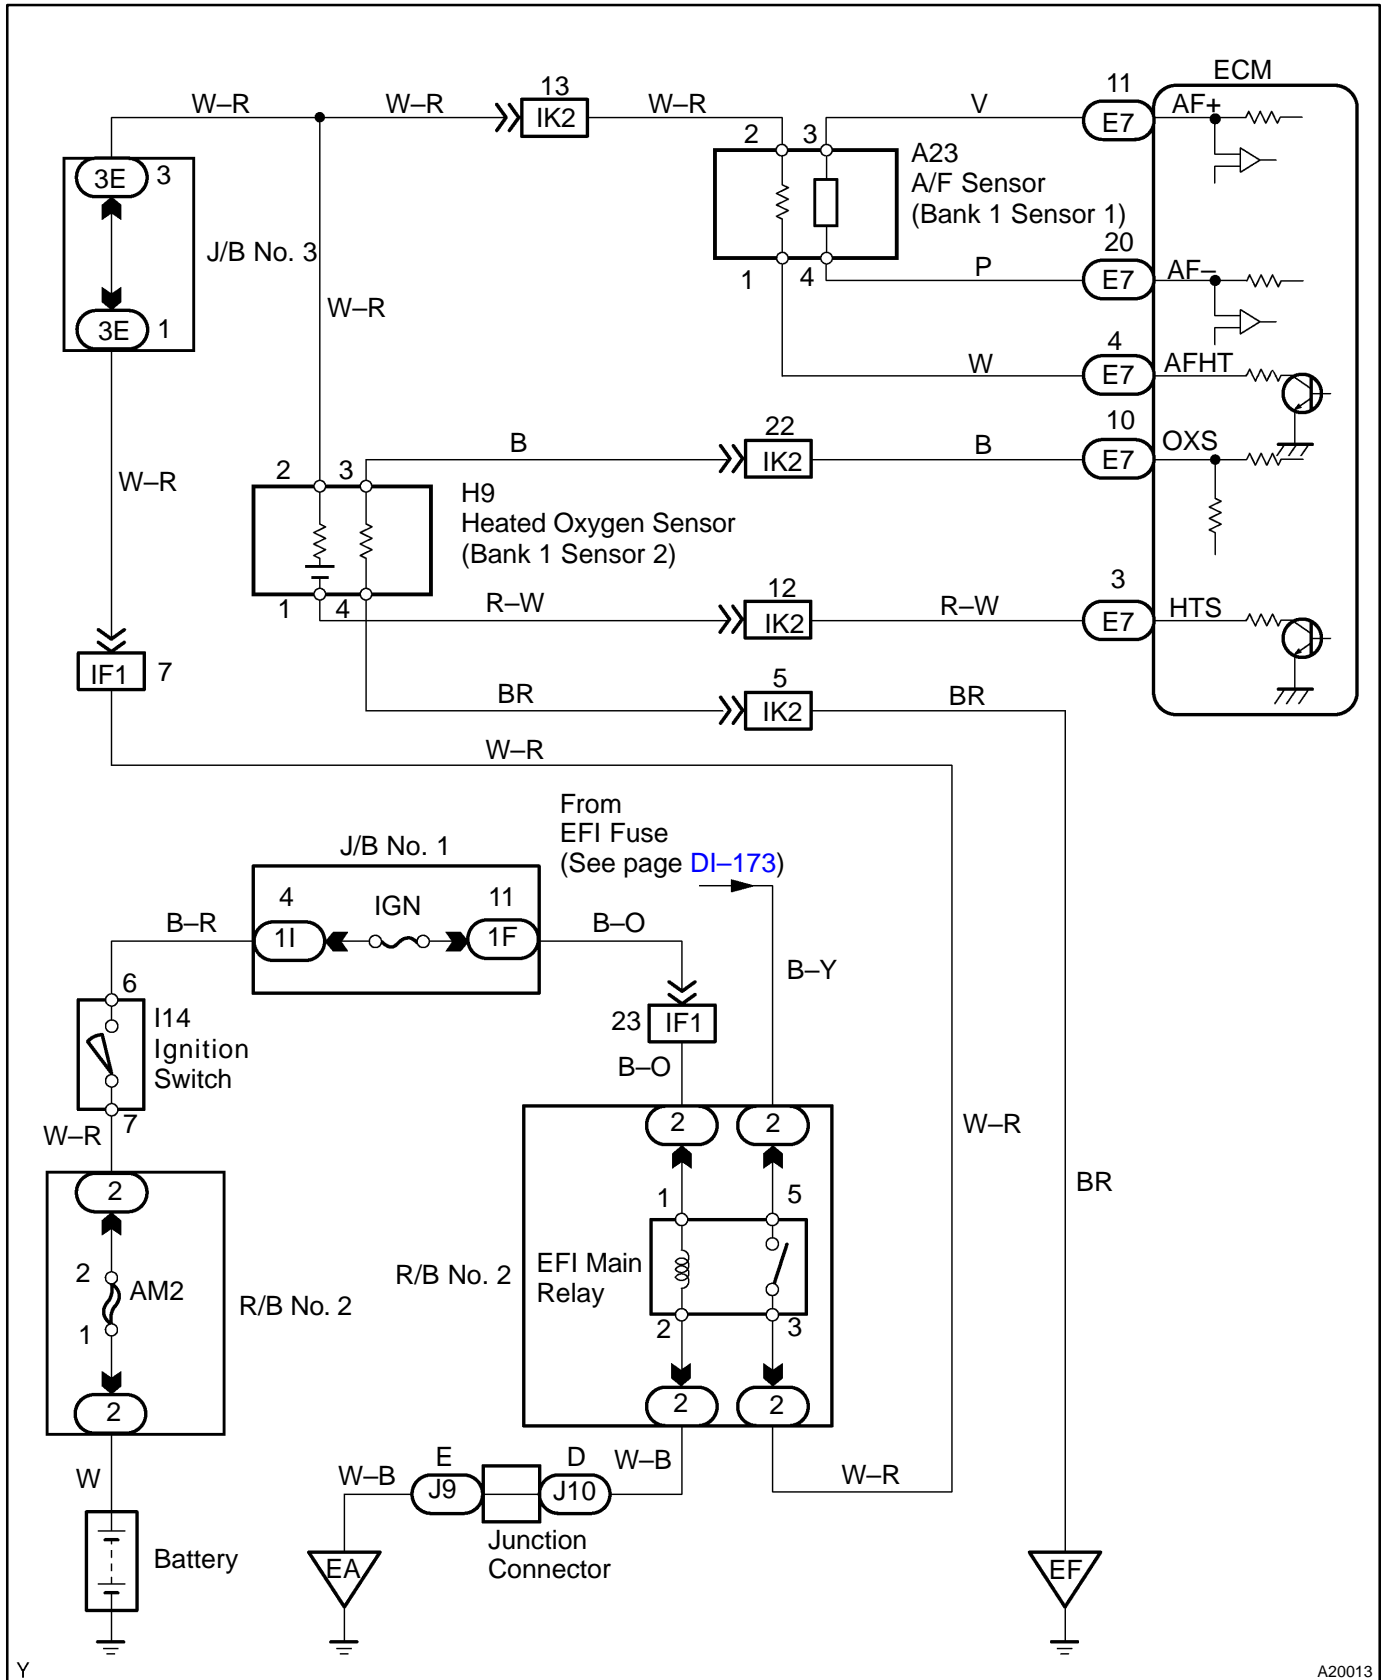 ECM
13
11
W–R
W–R
IK2
W–R
V
E7
AF+
2
3
3E
3
A23
A/F Sensor
(Bank 1 Sensor 1)
J/B No. 3
20
1
4
P
E7
AF–
3E
1
W–R
4
W
E7
AFHT
22
10
B
IK2
B
E7
OXS
W–R
2
3
H9
Heated Oxygen Sensor
(Bank 1 Sensor 2)
1
4
12
3
R–W
IK2
R–W
E7
HTS
IF1
7
5
BR
IK2
BR
W–R
From
EFI Fuse
(See page DI–173)
J/B No. 1
4
IGN
11
B–R
1I
1F
B–O
B–Y
6
23
IF1
I14
Ignition
Switch
B–O
7
W–R
2
2
W–R
2
BR
1
5
2
AM2
R/B No. 2
EFI Main
Relay
R/B No. 2
1
2
3
2
2
2
W
E
D
W–B
W–B
J9
J10
W–R
Junction
Connector
Battery
EA
EF
Y
A20013